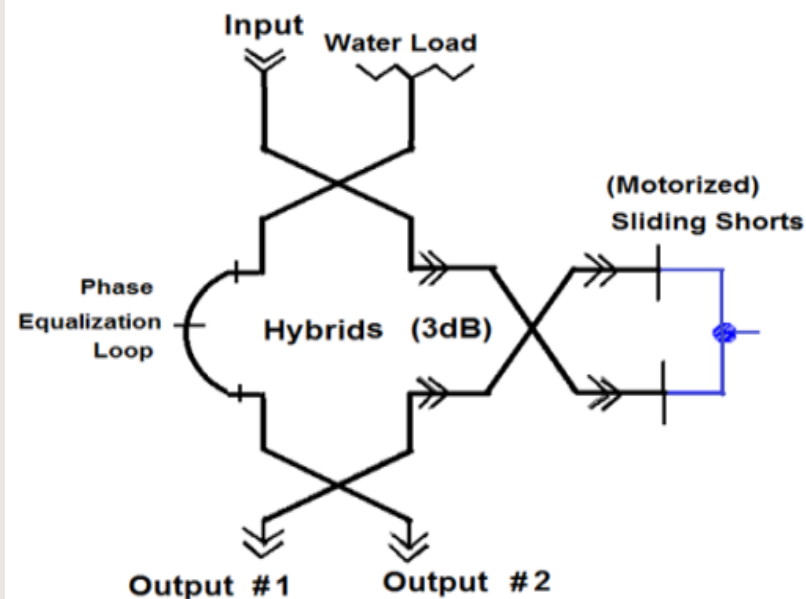 Input
Water Load
(Motorized)
Sliding Shorts
Phase
Equalization
Loop
Hybrids (3dB)
Output #1
Output #2